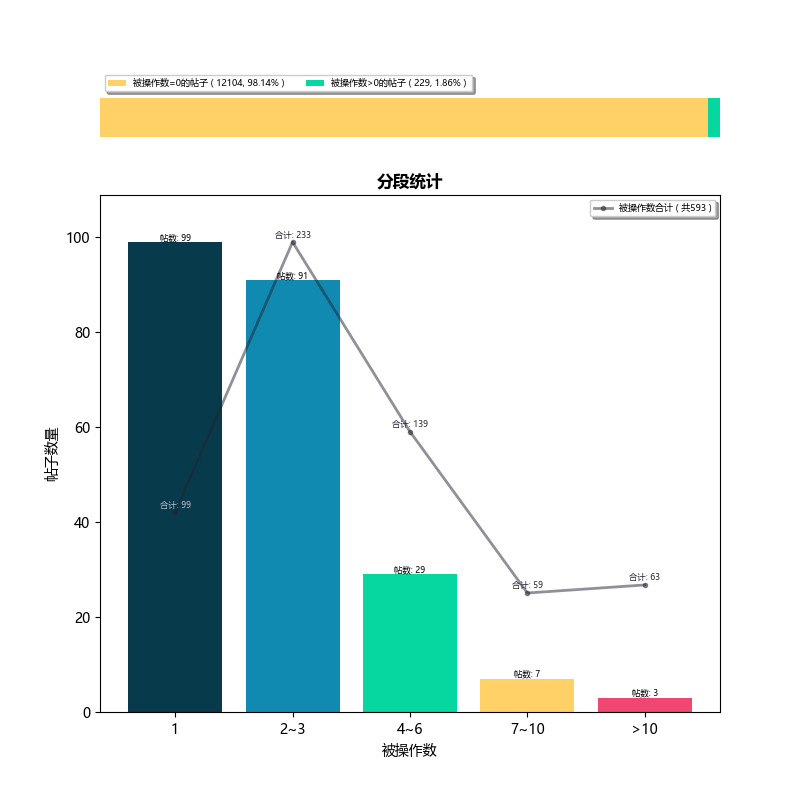 被操作数=0的帖子 ( 12104, 98.14% ) 被操作数>0的帖子 ( 229, 1.86% )
分段统计
被操作数合计 ( 共593 )
100
80
60
40
20
0
帖子数量
帖数: 99
合计: 233
帖数: 91
合计: 139
合计: 99
帖数: 29
合计: 59
合计: 63
帖数: 7
帖数: 3
1 2~3 4~6 7~10 >10
被操作数